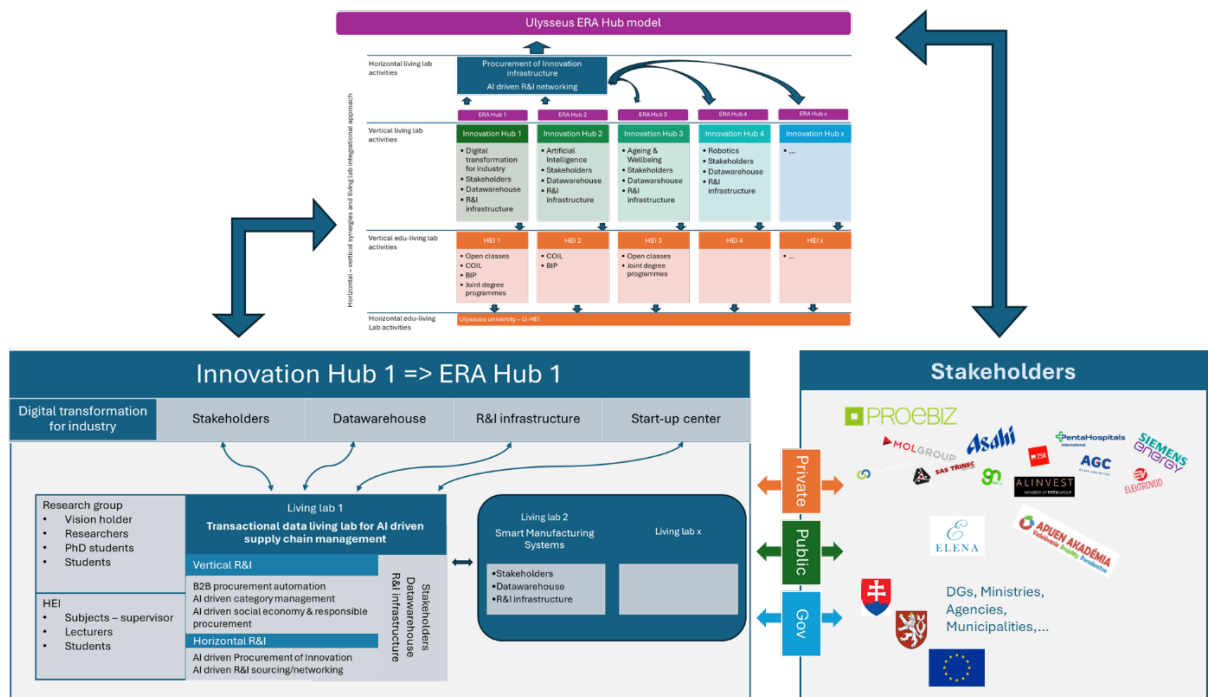 Ulysseus ERA Hub model
Horizontal – vertical synergies and living lab integrational approach
Horizontal living lab
activities
Procurement of Innovation
infrastructure
AI driven R&I networking
ERA Hub 1
ERA Hub 2
ERA Hub 3
ERA Hub 4
ERA Hub x
Vertical living lab
activities
Innovation Hub 1
• Digital
transformation
for industry
• Stakeholders
• Datawarehouse
• R&I
infrastructure
Innovation Hub 2
• Artificial
Intelligence
• Stakeholders
• Datawarehouse
• R&I
infrastructure
Innovation Hub 3
• Ageing &
Wellbeing
• Stakeholders
• Datawarehouse
• R&I
infrastructure
Innovation Hub 4
• Robotics
• Stakeholders
• Datawarehouse
• R&I
infrastructure
Innovation Hub x
• ...
Vertical edu-living lab
activities
HEI 1
• Open classes
• COIL
• BIP
• Joint degree
programmes
HEI 2
• COIL
• BIP
HEI 3
• Open classes
• Joint degree
programmes
HEI 4
HEI x
• ...
Horizontal edu-living
Lab activities
Ulyssues university – U-HEI
Innovation Hub 1 => ERA Hub 1
Digital transformation
for industry
Stakeholders
Datawarehouse
R&I infrastructure
Start-up center
Research group
• Vision holder
• Researchers
• PhD students
• Students
HEI
• Subjects – supervisor
• Lecturers
• Students
Living lab 1
Transactional data living lab for AI driven
supply chain management
Vertical R&I
B2B procurement automation
AI driven category management
AI driven social economy & responsible
procurement
Horizontal R&I
AI driven Procurement of Innovation
AI driven R&I sourcing/networking
Stakeholders
Datawarehouse
R&I infrastructure
Living lab 2
Smart Manufacturing
Systems
•Stakeholders
•Datawarehouse
•R&I infrastructure
Living lab x
Private
Public
Gov
Stakeholders
PROEBIZ
MOLGROUP
Asahi
ZSE
PentaHospitals
International
SIEMENS
energy
SAS TRINEC
AGC
ALINVEST
ELEKTROVOD
ELENA
APUEN AKADÉMIA
Vzdelávanie Projekty Poradenstvo
DGs, Ministries,
Agencies,
Municipalities,...